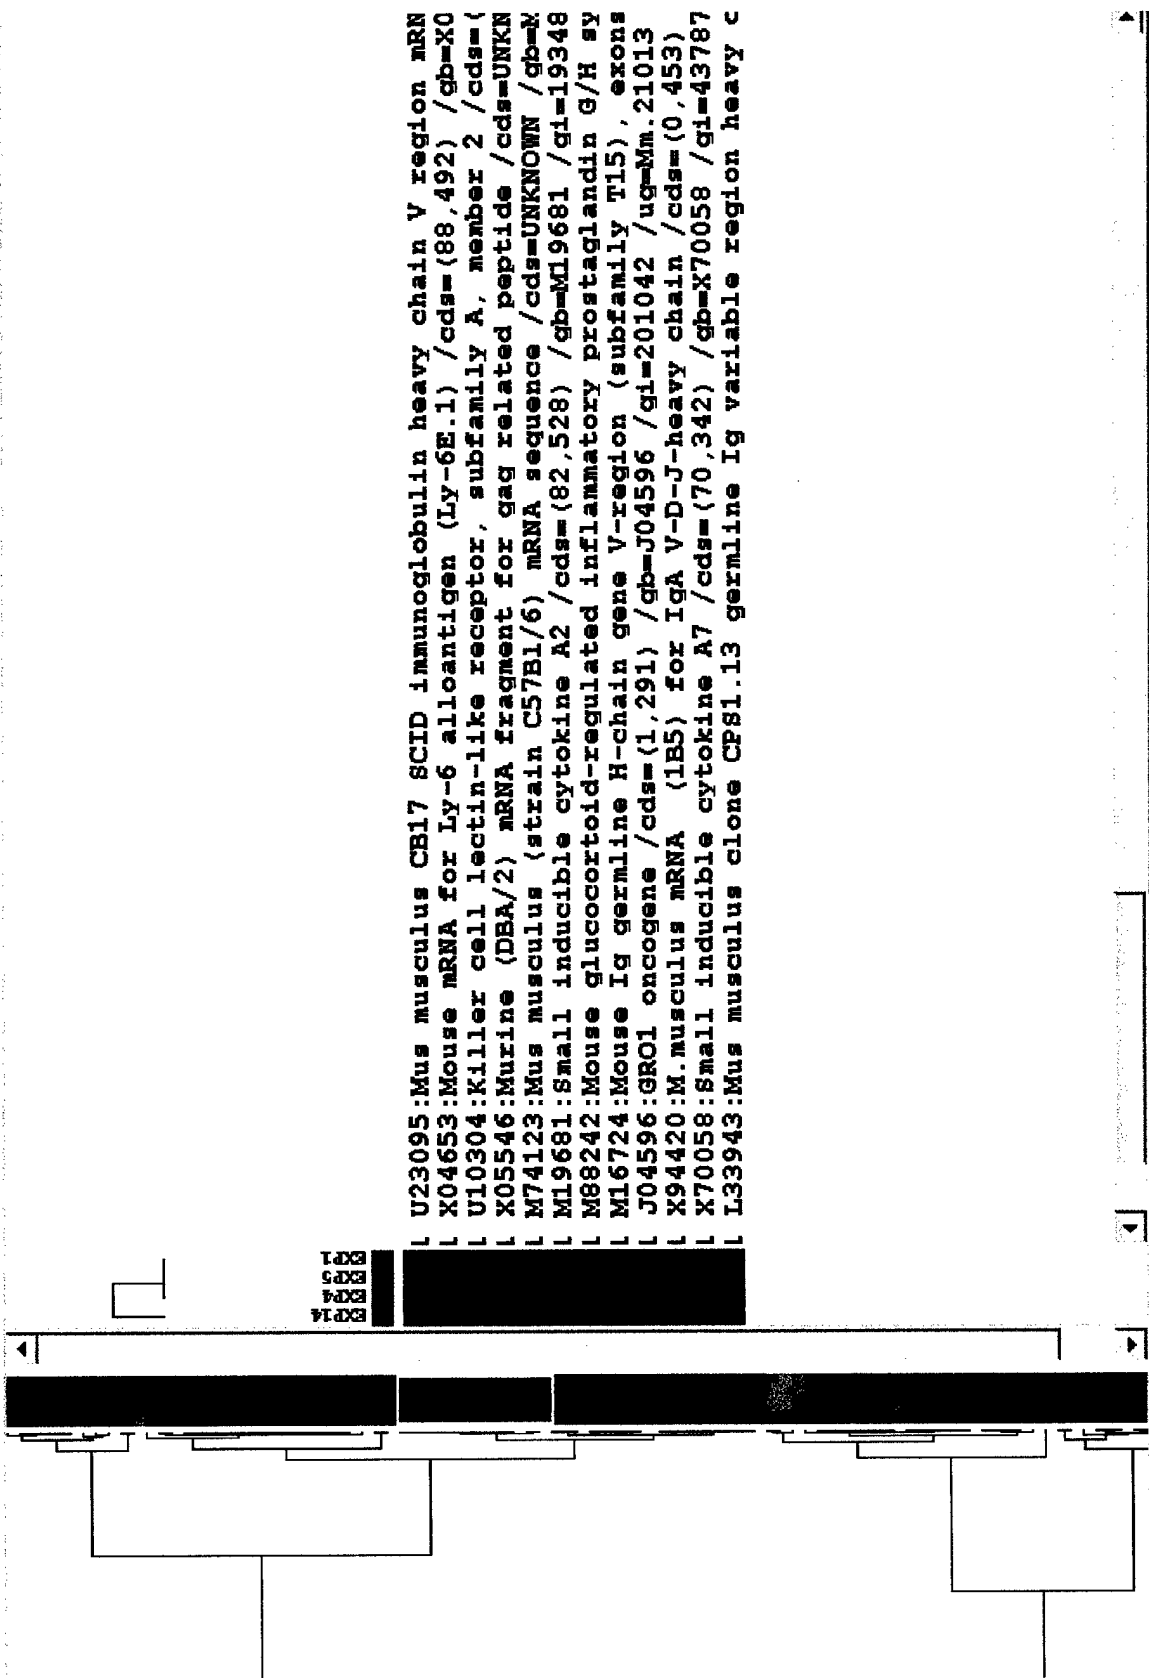 EXP14
EXP4
EXP5
EXP1
L U23095:Mus musculus CB17 SCID immunoglobulin heavy chain V region mRN
L X04653:Mouse mRNA for Ly-6 alloantigen (Ly-6E.1) /cds=(88,492) /gb=X0
L U10304:Killer cell lectin-like receptor, subfamily A, member 2 /cds=(
L X05546:Murine (DBA/2) mRNA fragment for gag related peptide /cds=UNKN
L M74123:Mus musculus (strain C57Bl/6) mRNA sequence /cds=UNKNOWN /gb=M
L M19681:Small inducible cytokine A2 /cds=(82,528) /gb=M19681 /gi=19348
L M88242:Mouse glucocortoid-regulated inflammatory prostaglandin G/H sy
L M16724:Mouse Ig germline H-chain gene V-region (subfamily T15), exons
L J04596:GRO1 oncogene /cds=(1,291) /gb=J04596 /gi=201042 /ug=Mm.21013
L X94420:M.musculus mRNA (1B5) for IgA V-D-J-heavy chain /cds=(0,453)
L X70058:Small inducible cytokine A7 /cds=(70,342) /gb=X70058 /gi=43787
L L33943:Mus musculus clone CPS1.13 germline Ig variable region heavy c